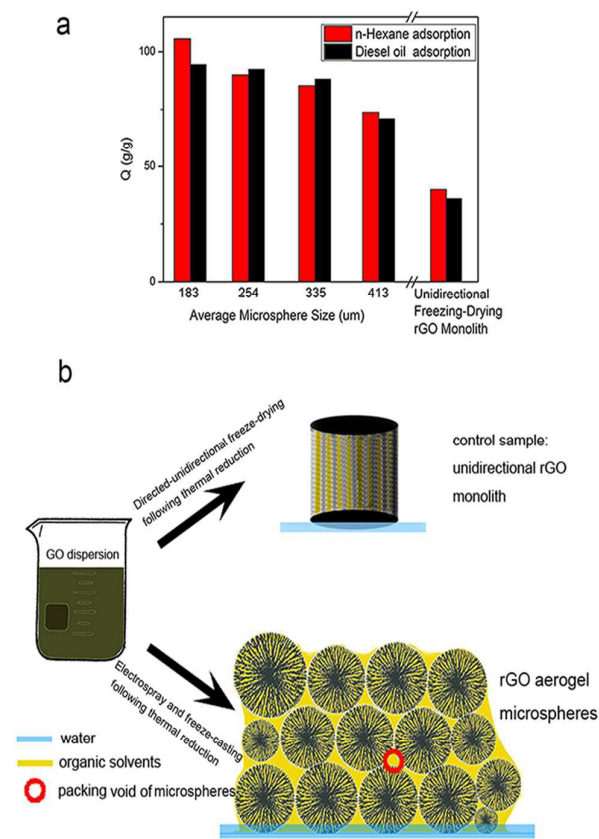 a
n-Hexane adsorption
Diesel oil adsorption
100
50
0
Q (g/g)
183 254 335 413
Average Microsphere Size (um)
Unidirectional
Freezing-Drying
rGO Monolith
b
Directed-unidirectional freeze-drying
following thermal reduction
control sample:
unidirectional rGO
monolith
GO dispersion
Electrospray and freeze-casting
following thermal reduction
rGO aerogel
microspheres
water
organic solvents
packing void of microspheres